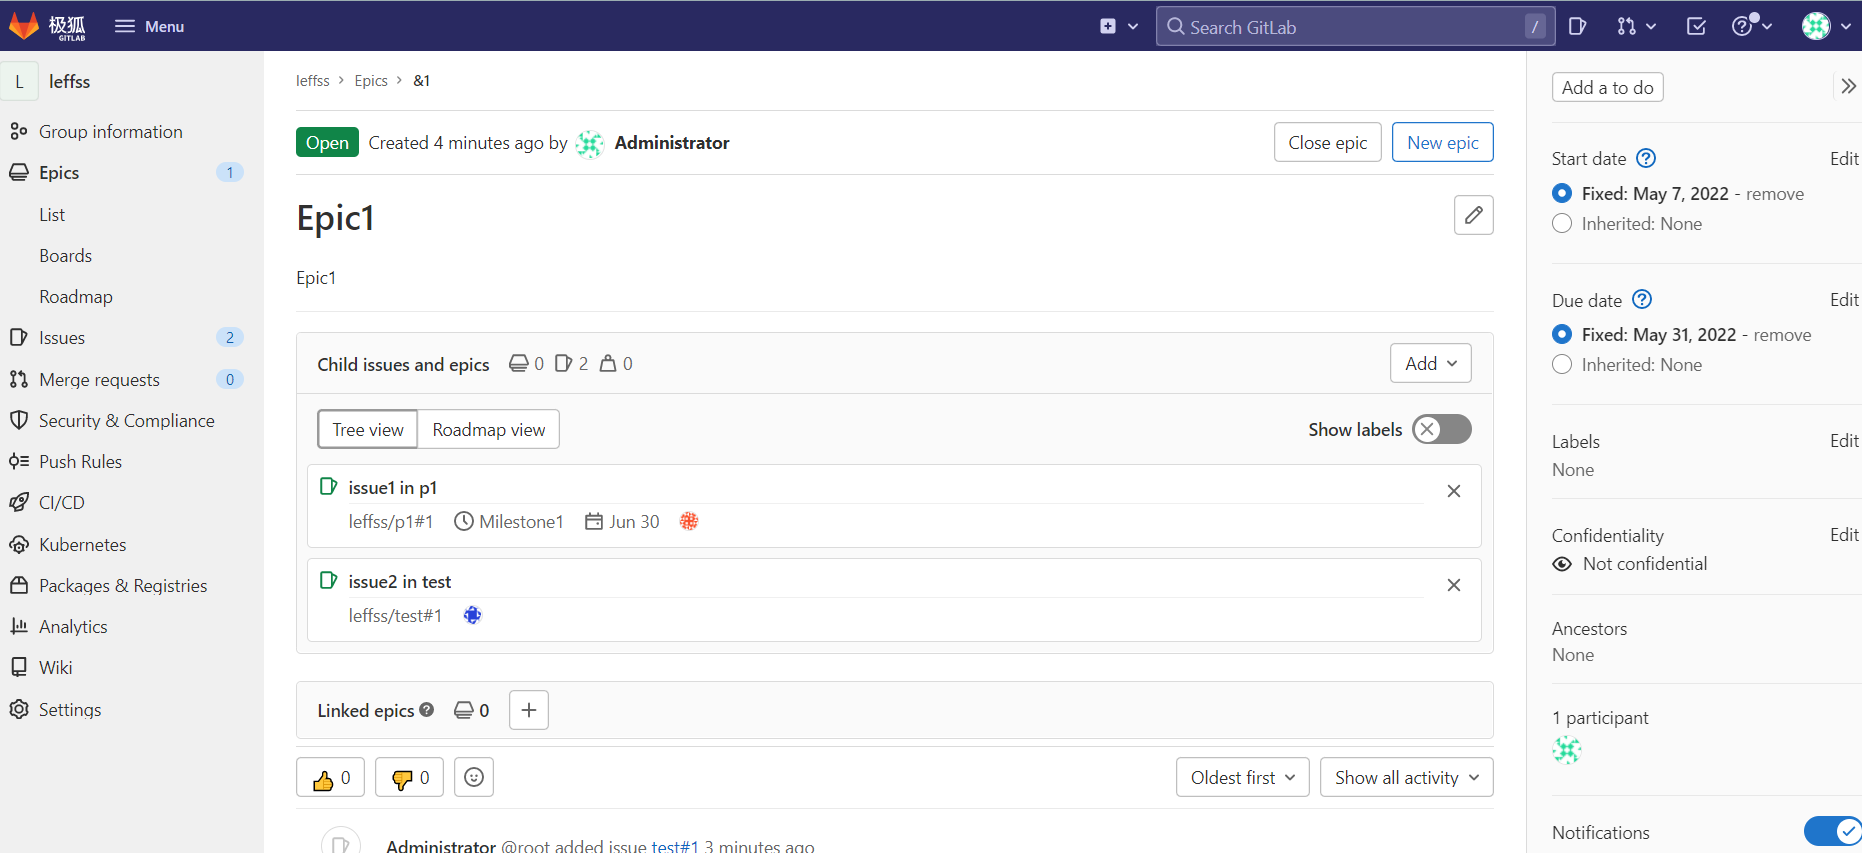 极狐
GITLAB
Menu
Search GitLab
/
L
leffss
Group information
Epics 1
List
Boards
Roadmap
Issues 2
Merge requests 0
Security & Compliance
Push Rules
CI/CD
Kubernetes
Packages & Registries
Analytics
Wiki
Settings
leffss > Epics > &1
Open Created 4 minutes ago by Administrator
Close epic
New epic
Epic1
Epic1
Child issues and epics 0 2 0
Add
Tree view
Roadmap view
Show labels
issue1 in p1
leffss/p1#1 Milestone1 Jun 30
issue2 in test
leffss/test#1
Linked epics 0
0
0
Oldest first
Show all activity
Administrator @root added issue test#1 3 minutes ago
Add a to do
Start date Edit
Fixed: May 7, 2022 - remove
Inherited: None
Due date Edit
Fixed: May 31, 2022 - remove
Inherited: None
Labels Edit
None
Confidentiality Edit
Not confidential
Ancestors
None
1 participant
Notifications